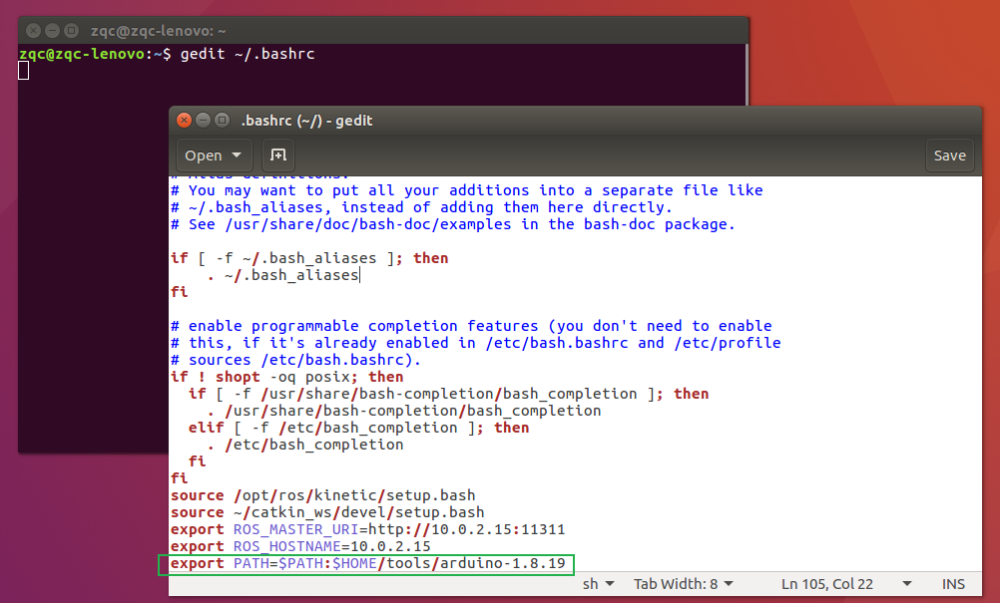 zqc@zqc-lenovo: ~
zqc@zqc-lenovo:~$ gedit ~/.bashrc
.bashrc (~/) - gedit
Open
Save
# Alias definitions.
# You may want to put all your additions into a separate file like
# ~/.bash_aliases, instead of adding them here directly.
# See /usr/share/doc/bash-doc/examples in the bash-doc package.
if [ -f ~/.bash_aliases ]; then
    . ~/.bash_aliases
fi
# enable programmable completion features (you don't need to enable
# this, if it's already enabled in /etc/bash.bashrc and /etc/profile
# sources /etc/bash.bashrc).
if ! shopt -oq posix; then
  if [ -f /usr/share/bash-completion/bash_completion ]; then
    . /usr/share/bash-completion/bash_completion
  elif [ -f /etc/bash_completion ]; then
    . /etc/bash_completion
  fi
fi
source /opt/ros/kinetic/setup.bash
source ~/catkin_ws/devel/setup.bash
export ROS_MASTER_URI=http://10.0.2.15:11311
export ROS_HOSTNAME=10.0.2.15
export PATH=$PATH:$HOME/tools/arduino-1.8.19
sh Tab Width: 8 Ln 105, Col 22 INS